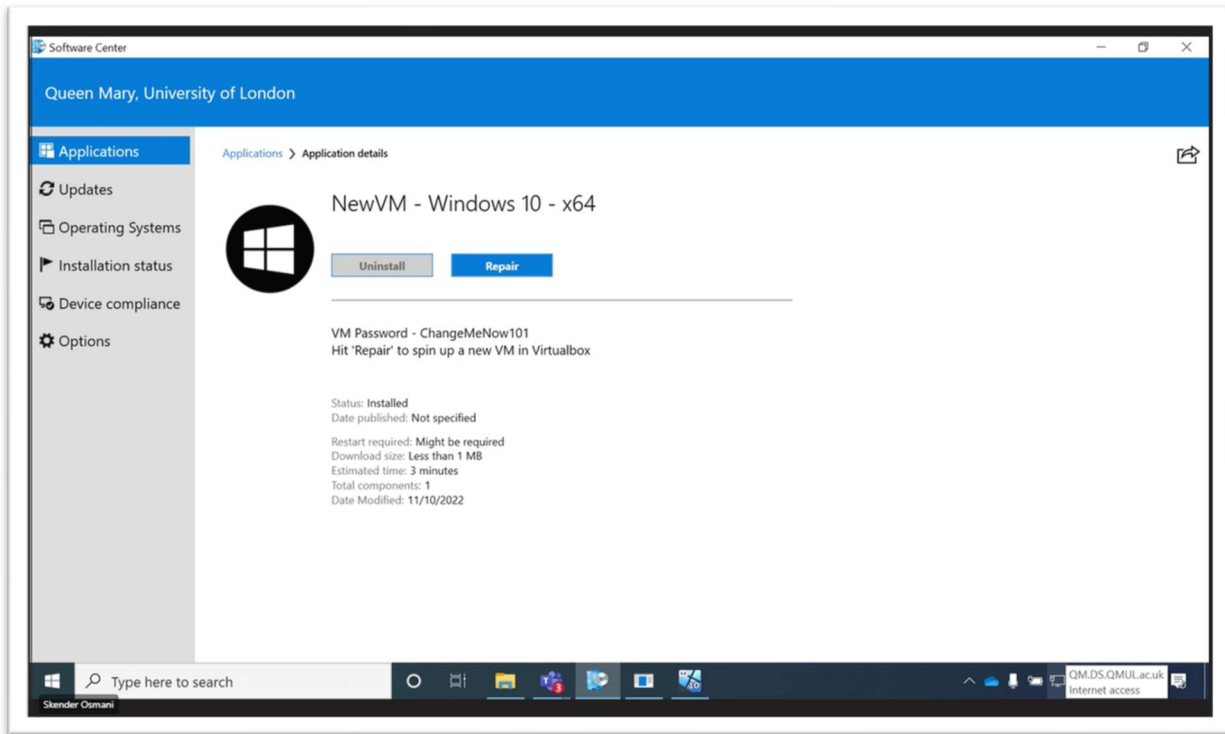 Software Center
Queen Mary, University of London
Applications
Updates
Operating Systems
Installation status
Device compliance
Options
Applications ❯ Application details
NewVM - Windows 10 - x64
Uninstall Repair
VM Password - ChangeMeNow101
Hit 'Repair' to spin up a new VM in Virtualbox
Status: Installed
Date published: Not specified
Restart required: Might be required
Download size: Less than 1 MB
Estimated time: 3 minutes
Total components: 1
Date Modified: 11/10/2022
Type here to search
3
QM.DS.QMUL.ac.uk
Internet access
Skender Osmani